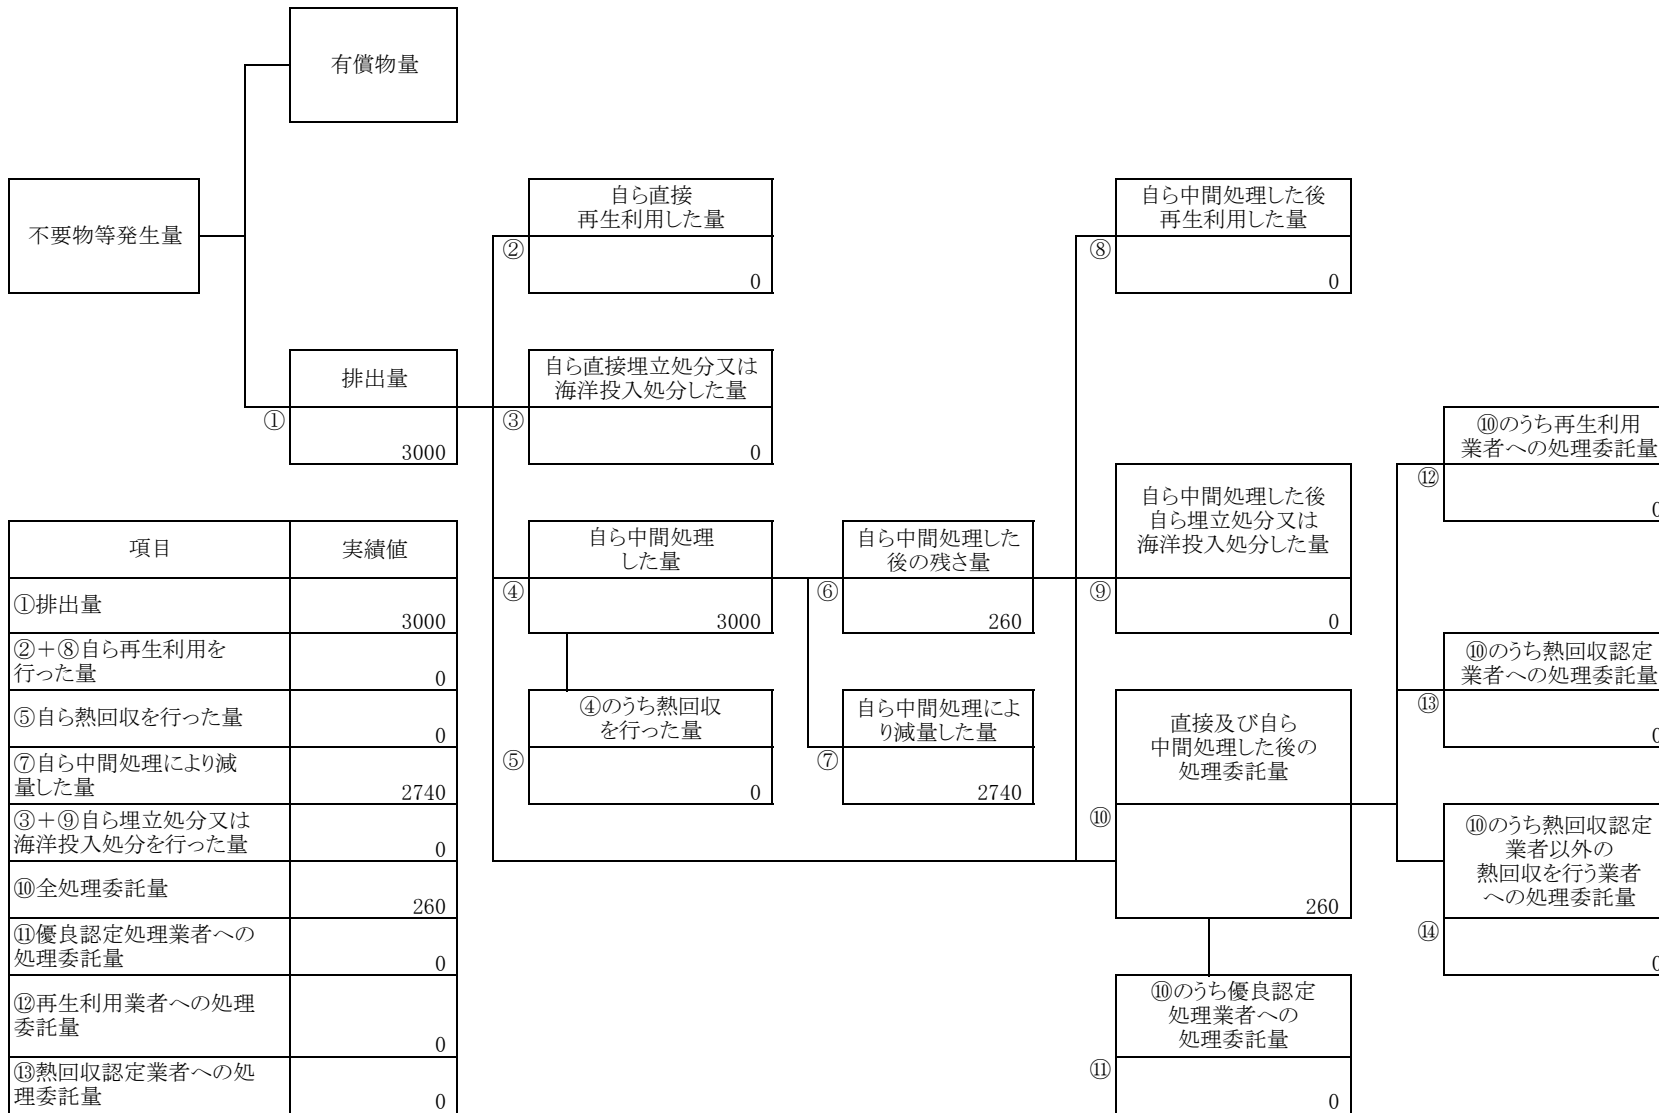 有償物量
不要物等発生量
自ら直接
再生利用した量
②
0
自ら中間処理した後
再生利用した量
⑧
0
排出量
①
3000
自ら直接埋立処分又は
海洋投入処分した量
③
0
⑩のうち再生利用
業者への処理委託量
⑫
0
自ら中間処理した後
自ら埋立処分又は
海洋投入処分した量
⑨
0
自ら中間処理
した量
④
3000
自ら中間処理した
後の残さ量
⑥
260
⑩のうち熱回収認定
業者への処理委託量
⑬
0
④のうち熱回収
を行った量
⑤
0
自ら中間処理によ
り減量した量
⑦
2740
直接及び自ら
中間処理した後の
処理委託量
⑩
260
⑩のうち熱回収認定
業者以外の
熱回収を行う業者
への処理委託量
⑭
0
⑩のうち優良認定
処理業者への
処理委託量
⑪
0
項目 実績値
①排出量
3000
②+⑧自ら再生利用を
行った量
0
⑤自ら熱回収を行った量
0
⑦自ら中間処理により減
量した量
2740
③+⑨自ら埋立処分又は
海洋投入処分を行った量
0
⑩全処理委託量
260
⑪優良認定処理業者への
処理委託量
0
⑫再生利用業者への処理
委託量
0
⑬熱回収認定業者への処
理委託量
0